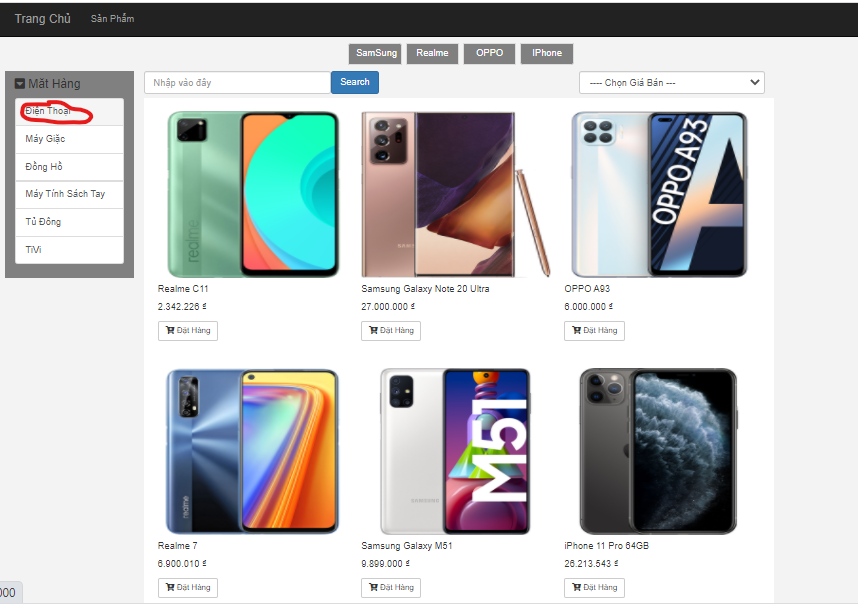 Trang Chủ Sản Phẩm
SamSung Realme OPPO IPhone
Mặt Hàng
Điện Thoại
Máy Giặc
Đồng Hồ
Máy Tính Sách Tay
Tủ Đông
TiVi
Nhập vào đây Search ---- Chọn Giá Bán ---
realme
SAM
OPPO A93
A
Realme C11
2.342.226 ₫
Đặt Hàng
Samsung Galaxy Note 20 Ultra
27.000.000 ₫
Đặt Hàng
OPPO A93
6.000.000 ₫
Đặt Hàng
realme
SAMSUNG
M51
Realme 7
6.900.010 ₫
Đặt Hàng
Samsung Galaxy M51
9.899.000 ₫
Đặt Hàng
iPhone 11 Pro 64GB
26.213.543 ₫
Đặt Hàng
000